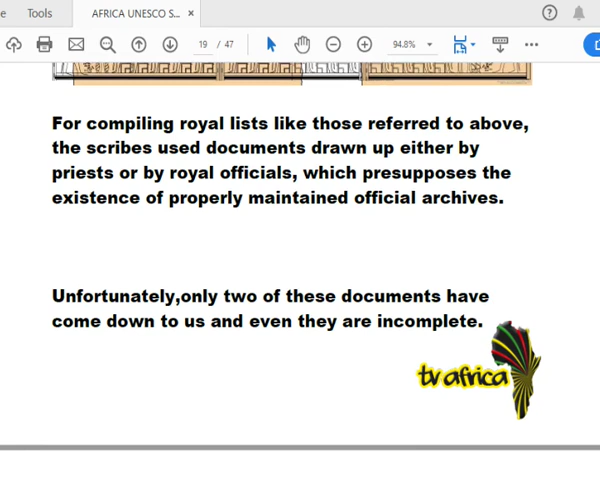 e Tools AFRICA UNESCO S... ×
19 / 47 94.8%
For compiling royal lists like those referred to above,
the scribes used documents drawn up either by
priests or by royal officials, which presupposes the
existence of properly maintained official archives.
Unfortunately,only two of these documents have
come down to us and even they are incomplete.
tv africa